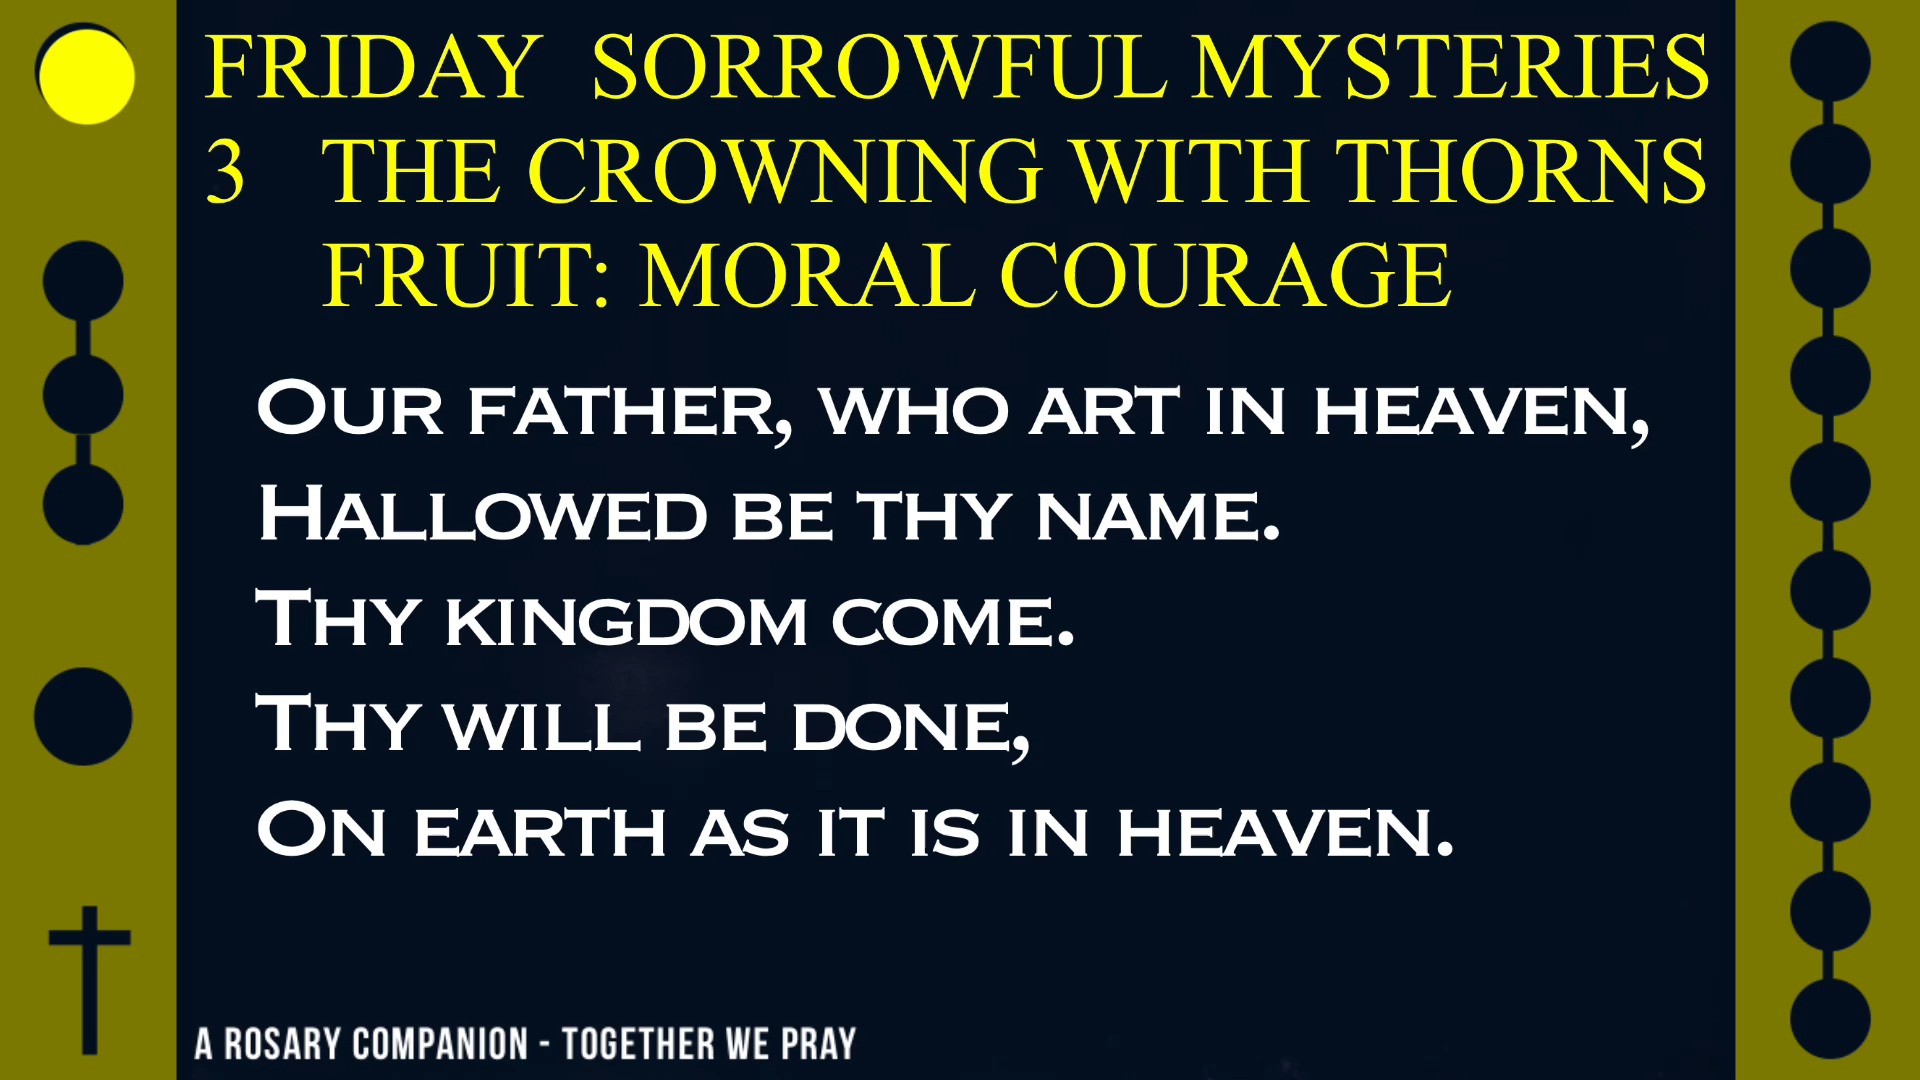 FRIDAY SORROWFUL MYSTERIES
3 THE CROWNING WITH THORNS
FRUIT: MORAL COURAGE
Our father, who art in heaven,
Hallowed be thy name.
Thy kingdom come.
Thy will be done,
On earth as it is in heaven.
A ROSARY COMPANION - TOGETHER WE PRAY